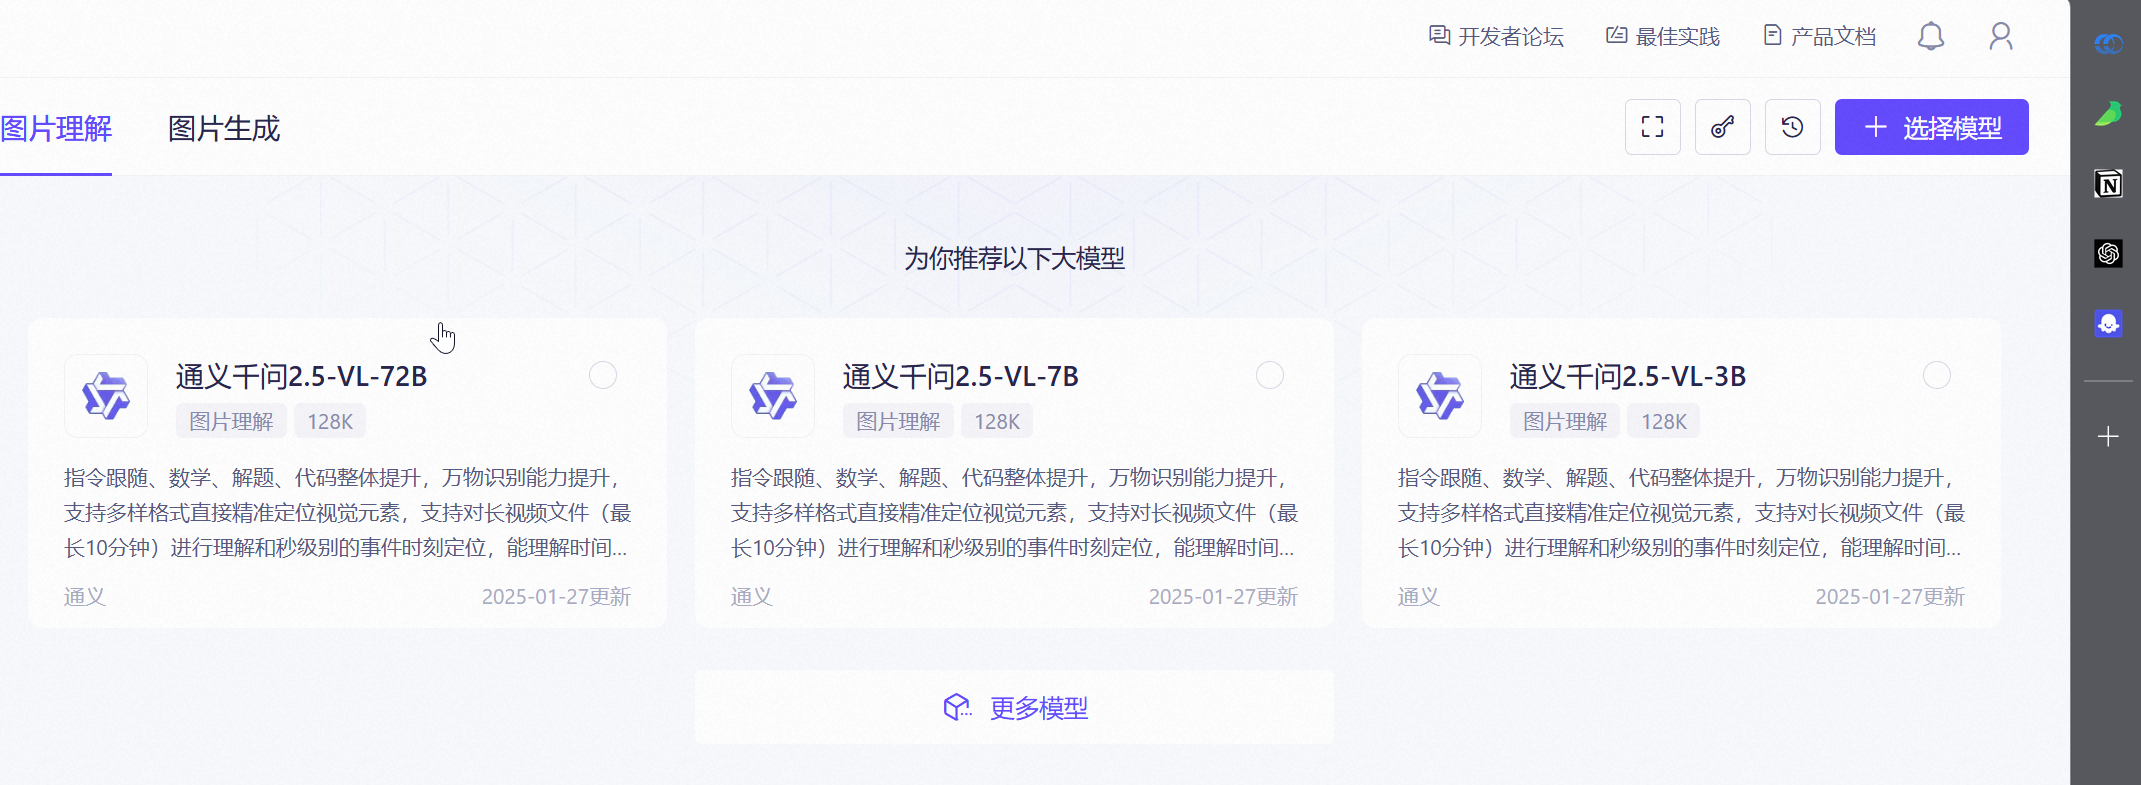 开发者论坛
最佳实践
产品文档
图片理解
图片生成
选择模型
为你推荐以下大模型
通义千问2.5-VL-72B
图片理解
128K
指令跟随、数学、解题、代码整体提升，万物识别能力提升，
支持多样格式直接精准定位视觉元素，支持对长视频文件（最
长10分钟）进行理解和秒级别的事件时刻定位，能理解时间...
通义
2025-01-27更新
通义千问2.5-VL-7B
图片理解
128K
指令跟随、数学、解题、代码整体提升，万物识别能力提升，
支持多样格式直接精准定位视觉元素，支持对长视频文件（最
长10分钟）进行理解和秒级别的事件时刻定位，能理解时间...
通义
2025-01-27更新
通义千问2.5-VL-3B
图片理解
128K
指令跟随、数学、解题、代码整体提升，万物识别能力提升，
支持多样格式直接精准定位视觉元素，支持对长视频文件（最
长10分钟）进行理解和秒级别的事件时刻定位，能理解时间...
通义
2025-01-27更新
更多模型
N